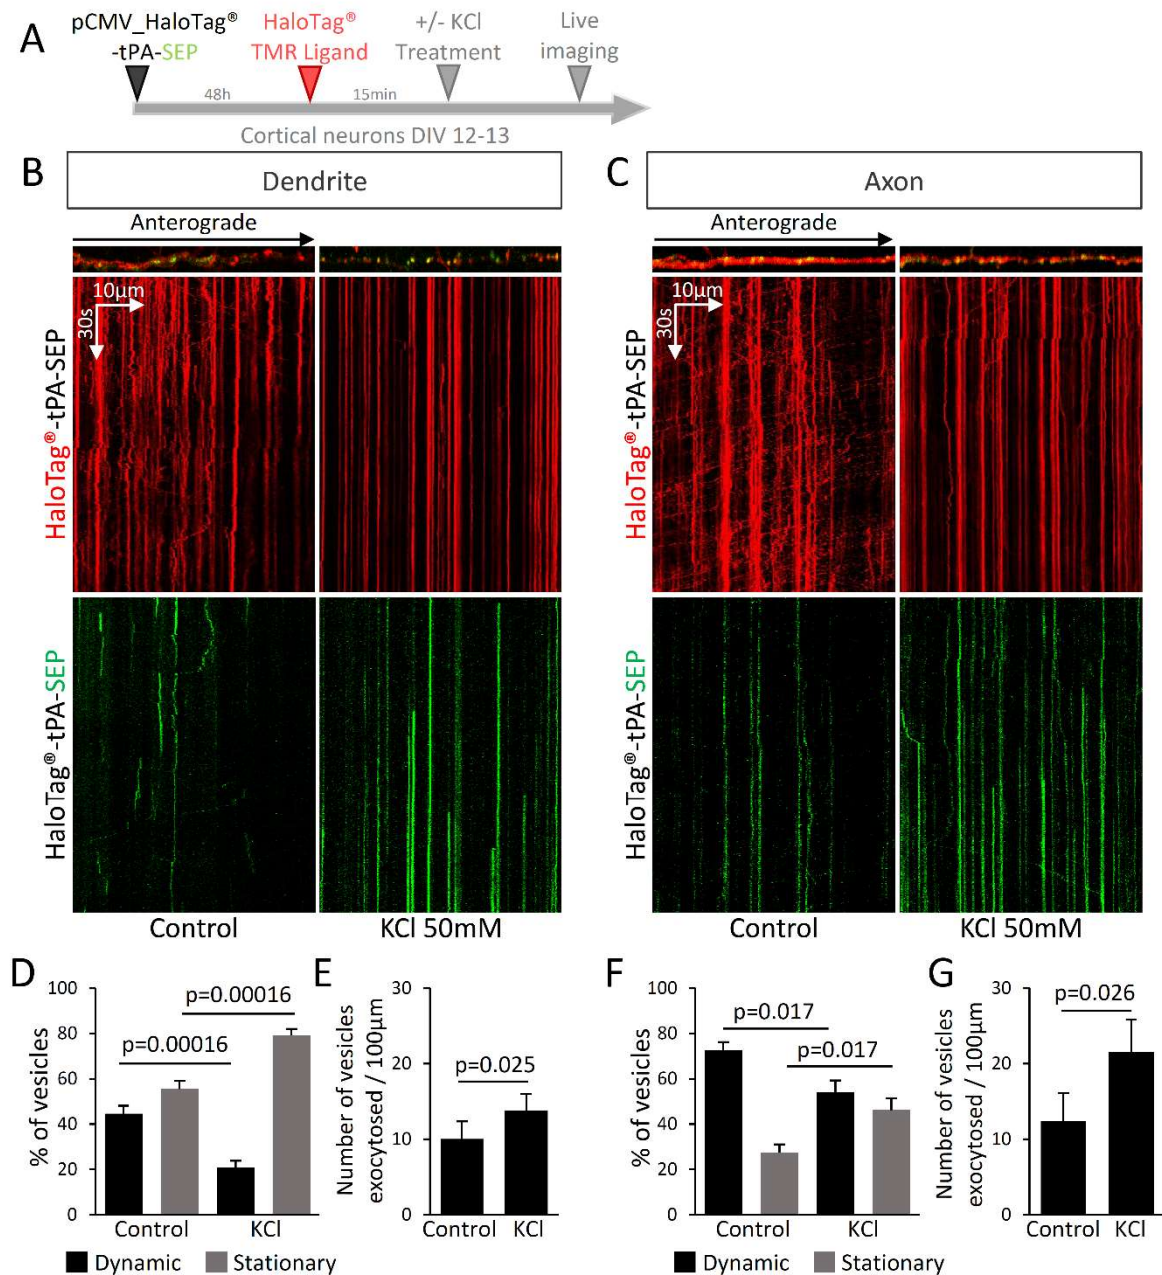 A
pCMV_HaloTag®
-tPA-SEP
HaloTag®
TMR Ligand
+/- KCl
Treatment
Live
imaging
48h
15min
Cortical neurons DIV 12-13
B
Dendrite
Anterograde
10µm
30s
HaloTag®-tPA-SEP
HaloTag®-tPA-SEP
Control
KCl 50mM
C
Axon
Anterograde
10µm
30s
HaloTag®-tPA-SEP
HaloTag®-tPA-SEP
Control
KCl 50mM
D
% of vesicles
100
80
60
40
20
0
p=0.00016
p=0.00016
Control
KCl
Dynamic
Stationary
E
Number of vesicles
exocytosed / 100µm
30
20
10
0
p=0.025
Control
KCl
F
% of vesicles
100
80
60
40
20
0
p=0.017
p=0.017
Control
KCl
Dynamic
Stationary
G
Number of vesicles
exocytosed / 100µm
30
20
10
0
p=0.026
Control
KCl